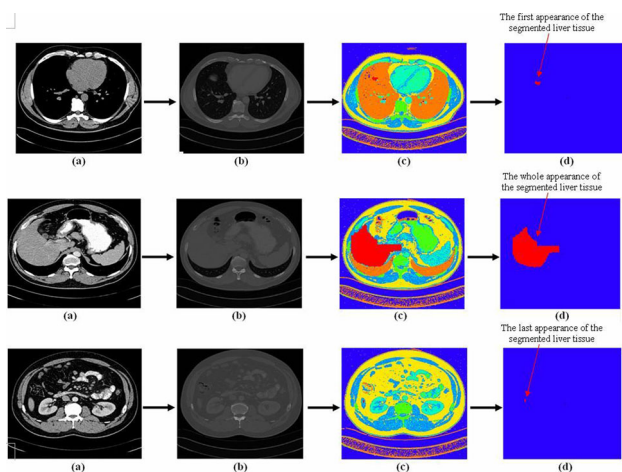 The first appearance of the
segmented liver tissue
(a) (b) (c) (d)
The whole appearance of
the segmented liver tissue
(a) (b) (c) (d)
The last appearance of the
segmented liver tissue
(a) (b) (c) (d)